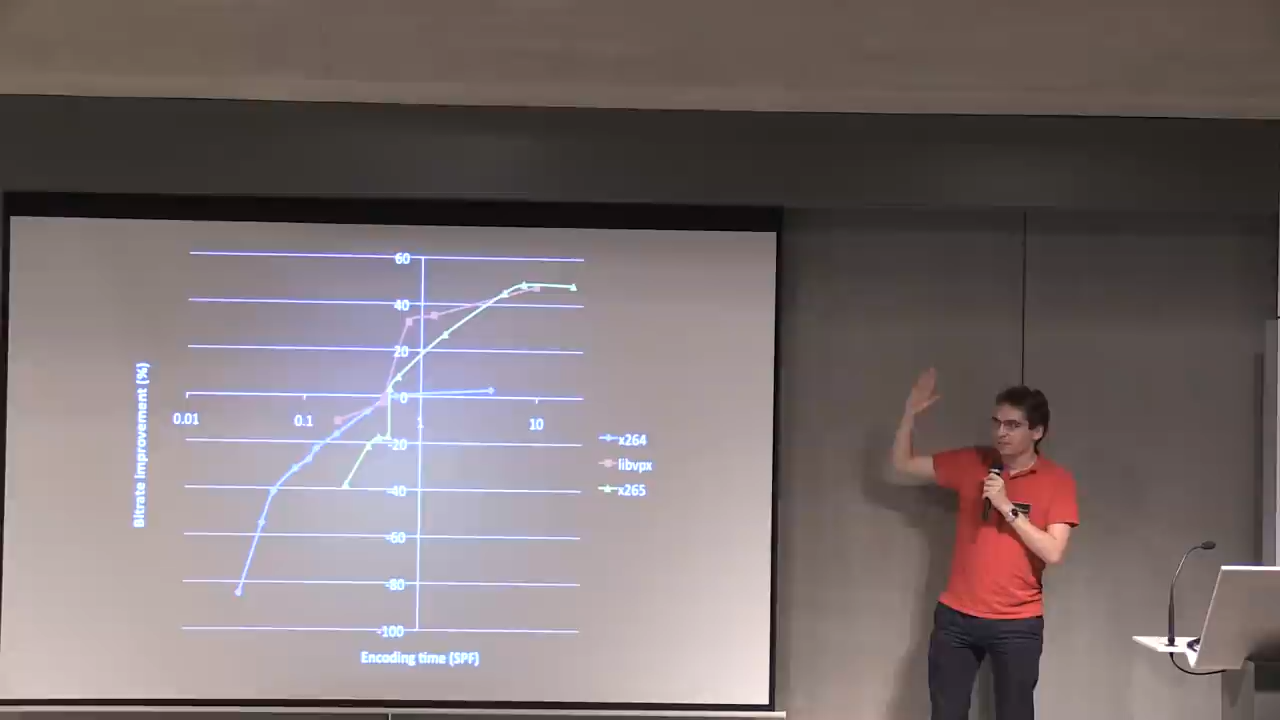 60
40
20
0
0.01
0.1
1
10
-20
-40
-60
-80
-100
Bitrate improvement (%)
Encoding time (SPF)
x264
libvpx
x265